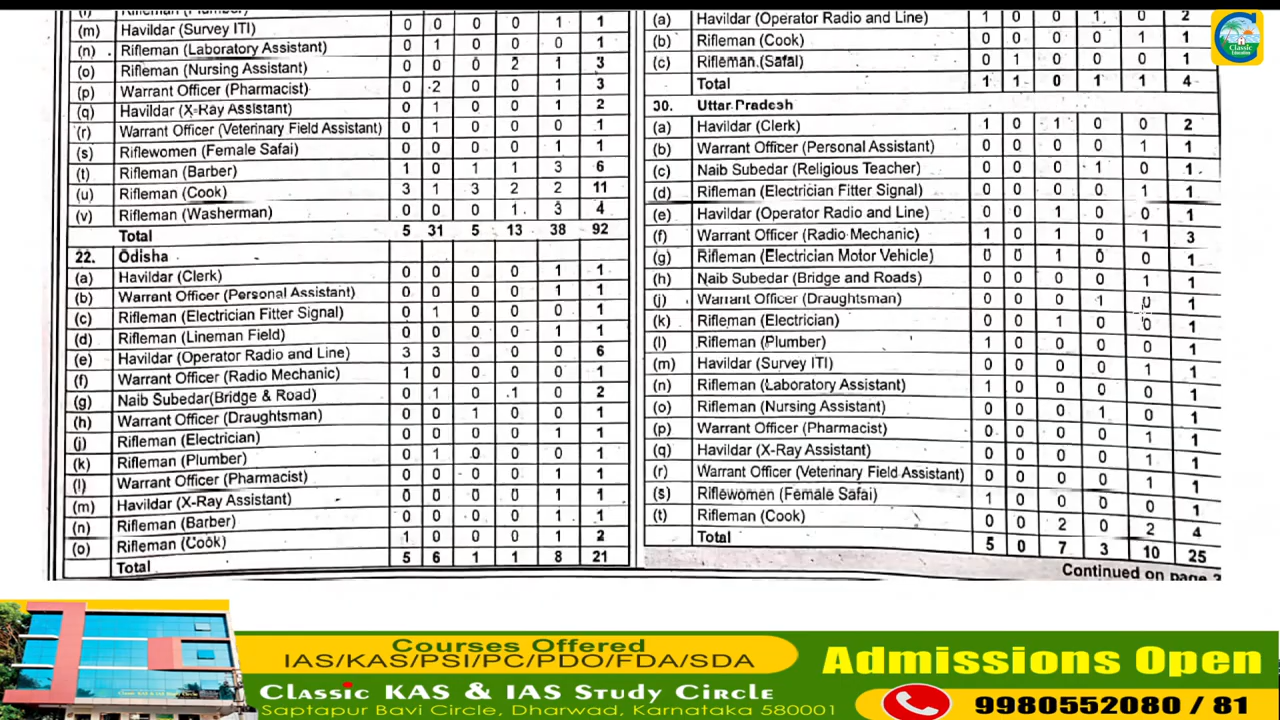 (m) Havildar (Survey ITI) 0 0 0 0 1 1
(n) Rifleman (Laboratory Assistant) 0 1 0 0 0 1
(o) Rifleman (Nursing Assistant) 0 0 0 2 1 3
(p) Warrant Officer (Pharmacist) 0 2 0 0 1 3
(q) Havildar (X-Ray Assistant) 0 1 0 0 1 2
(r) Warrant Officer (Veterinary Field Assistant) 0 1 0 0 0 1
(s) Riflewomen (Female Safai) 0 0 0 0 1 1
(t) Rifleman (Barber) 1 0 1 1 3 6
(u) Rifleman (Cook) 3 1 3 2 2 11
(v) Rifleman (Washerman) 0 0 0 1 3 4
Total 5 31 5 13 38 92
22. Odisha
(a) Havildar (Clerk) 0 0 0 0 1 1
(b) Warrant Officer (Personal Assistant) 0 0 0 0 1 1
(c) Rifleman (Electrician Fitter Signal) 0 1 0 0 0 1
(d) Rifleman (Lineman Field) 0 0 0 0 1 1
(e) Havildar (Operator Radio and Line) 3 3 0 0 0 6
(f) Warrant Officer (Radio Mechanic) 1 0 0 0 0 1
(g) Naib Subedar(Bridge & Road) 0 1 0 1 0 2
(h) Warrant Officer (Draughtsman) 0 0 1 0 0 1
(j) Rifleman (Electrician) 0 0 0 0 1 1
(k) Rifleman (Plumber) 0 1 0 0 0 1
(l) Warrant Officer (Pharmacist) 0 0 0 0 1 1
(m) Havildar (X-Ray Assistant) 0 0 0 0 1 1
(n) Rifleman (Barber) 0 0 0 0 1 1
(o) Rifleman (Cook) 1 0 0 0 1 2
Total 5 6 1 1 8 21
(a) Havildar (Operator Radio and Line) 1 0 0 1 0 2
(b) Rifleman (Cook) 0 0 0 0 1 1
(c) Rifleman (Safai) 0 1 0 0 0 1
Total 1 1 0 1 1 4
30. Uttar Pradesh
(a) Havildar (Clerk) 1 0 1 0 0 2
(b) Warrant Officer (Personal Assistant) 0 0 0 0 1 1
(c) Naib Subedar (Religious Teacher) 0 0 0 1 0 1
(d) Rifleman (Electrician Fitter Signal) 0 0 0 0 1 1
(e) Havildar (Operator Radio and Line) 0 0 1 0 0 1
(f) Warrant Officer (Radio Mechanic) 1 0 1 0 1 3
(g) Rifleman (Electrician Motor Vehicle) 0 0 1 0 0 1
(h) Naib Subedar (Bridge and Roads) 0 0 0 0 1 1
(j) Warrant Officer (Draughtsman) 0 0 0 1 0 1
(k) Rifleman (Electrician) 0 0 1 0 0 1
(l) Rifleman (Plumber) 1 0 0 0 0 1
(m) Havildar (Survey ITI) 0 0 0 0 1 1
(n) Rifleman (Laboratory Assistant) 1 0 0 0 0 1
(o) Rifleman (Nursing Assistant) 0 0 0 1 0 1
(p) Warrant Officer (Pharmacist) 0 0 0 0 1 1
(q) Havildar (X-Ray Assistant) 0 0 0 0 1 1
(r) Warrant Officer (Veterinary Field Assistant) 0 0 0 0 1 1
(s) Riflewomen (Female Safai) 1 0 0 0 0 1
(t) Rifleman (Cook) 0 0 2 0 2 4
Total 5 0 7 3 10 25
Continued on page
Classic
Education
Courses Offered
IAS/KAS/PSI/PC/PDO/FDA/SDA
Classic KAS & IAS Study Circle
Saptapur Bavi Circle, Dharwad, Karnataka 580001
Admissions Open
9980552080 / 81